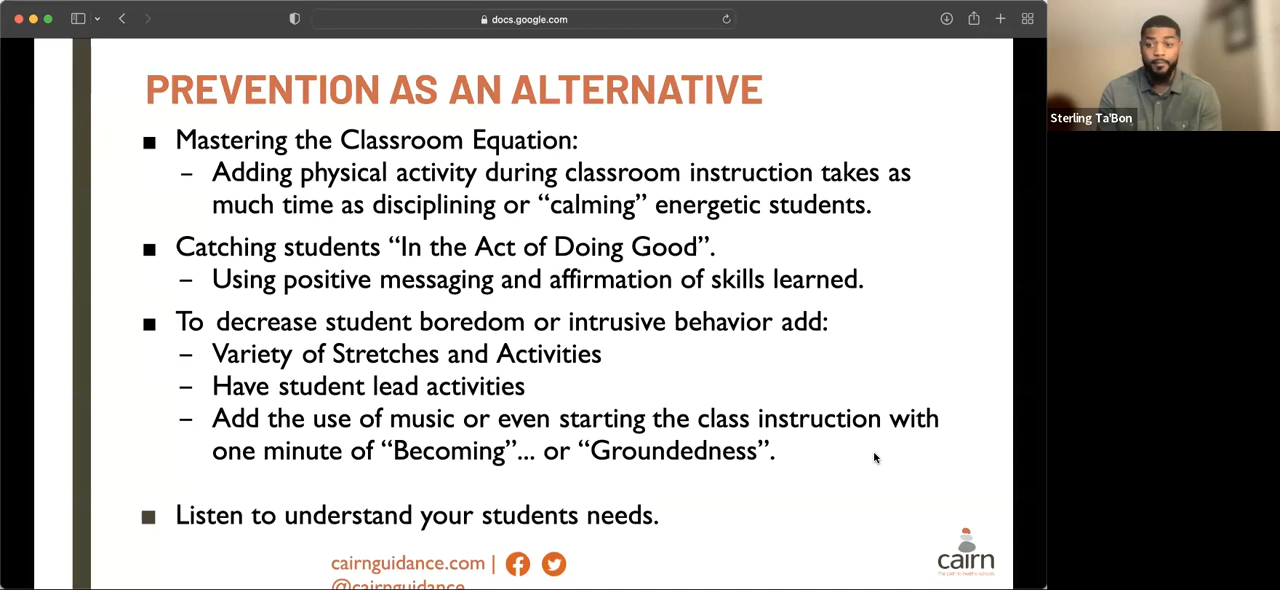 docs.google.com
PREVENTION AS AN ALTERNATIVE
■ Mastering the Classroom Equation:
– Adding physical activity during classroom instruction takes as
much time as disciplining or “calming” energetic students.
■ Catching students “In the Act of Doing Good”.
– Using positive messaging and affirmation of skills learned.
■ To decrease student boredom or intrusive behavior add:
– Variety of Stretches and Activities
– Have student lead activities
– Add the use of music or even starting the class instruction with
one minute of “Becoming”... or “Groundedness”.
■ Listen to understand your students needs.
cairnguidance.com |
@cairnguidance
cairn
Sterling Ta'Bon